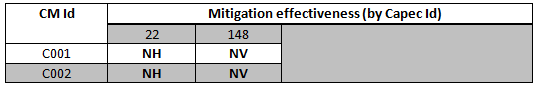 CM Id Mitigation effectiveness (by Capec Id)
22 148
C001 NH NV
C002 NH NV